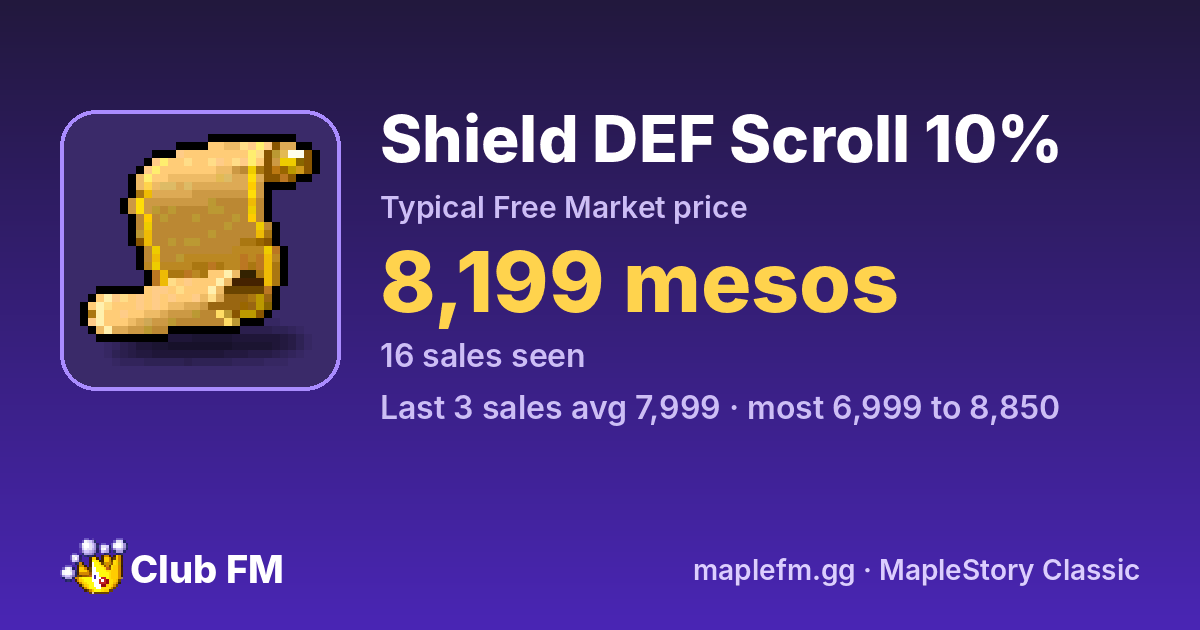 Shield DEF Scroll 10%
Typical Free Market price
8,199 mesos
16 sales seen
Last 3 sales avg 7,999 · most 6,999 to 8,850
Club FM
maplefm.gg · MapleStory Classic